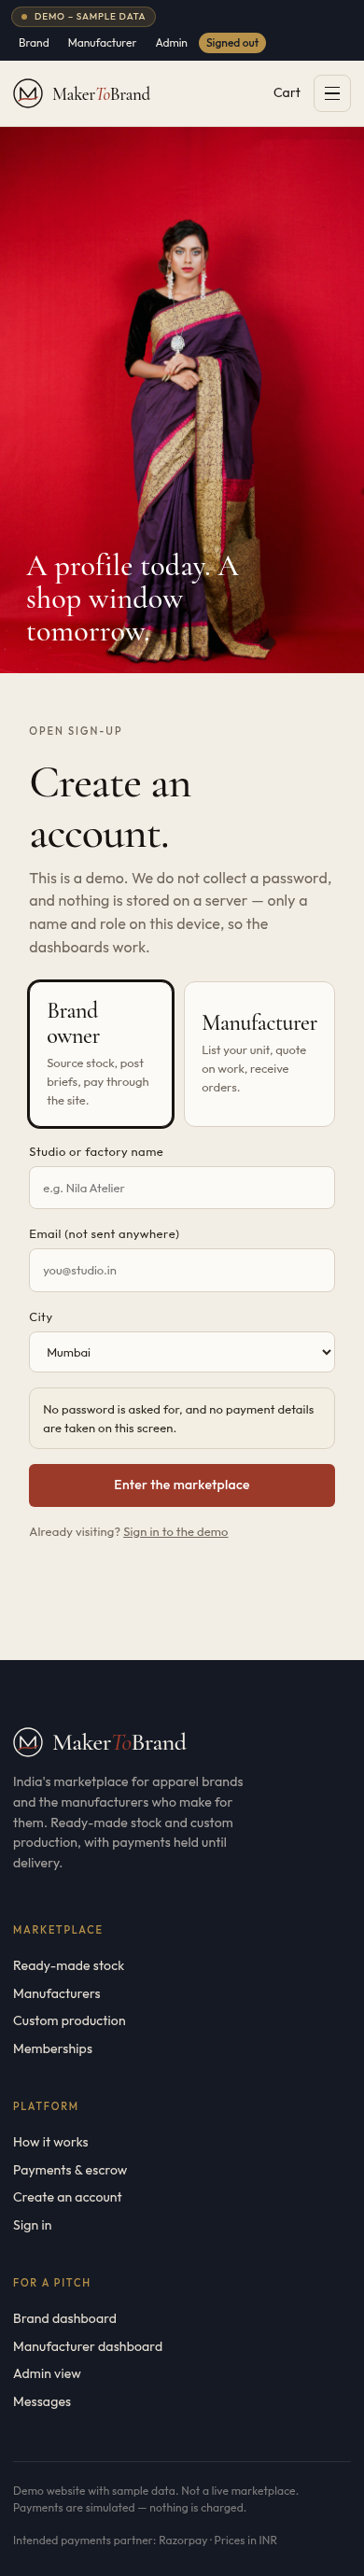 DEMO – SAMPLE DATA
Brand Manufacturer Admin Signed out
MakerToBrand Cart
A profile today. A
shop window
tomorrow.
OPEN SIGN-UP
Create an
account.
This is a demo. We do not collect a password,
and nothing is stored on a server — only a
name and role on this device, so the
dashboards work.
Brand
owner
Source stock, post
briefs, pay through
the site.
Manufacturer
List your unit, quote
on work, receive
orders.
Studio or factory name
e.g. Nila Atelier
Email (not sent anywhere)
you@studio.in
City
Mumbai
No password is asked for, and no payment details
are taken on this screen.
Enter the marketplace
Already visiting? Sign in to the demo
MakerToBrand
India's marketplace for apparel brands
and the manufacturers who make for
them. Ready-made stock and custom
production, with payments held until
delivery.
MARKETPLACE
Ready-made stock
Manufacturers
Custom production
Memberships
PLATFORM
How it works
Payments & escrow
Create an account
Sign in
FOR A PITCH
Brand dashboard
Manufacturer dashboard
Admin view
Messages
Demo website with sample data. Not a live marketplace.
Payments are simulated — nothing is charged.
Intended payments partner: Razorpay · Prices in INR